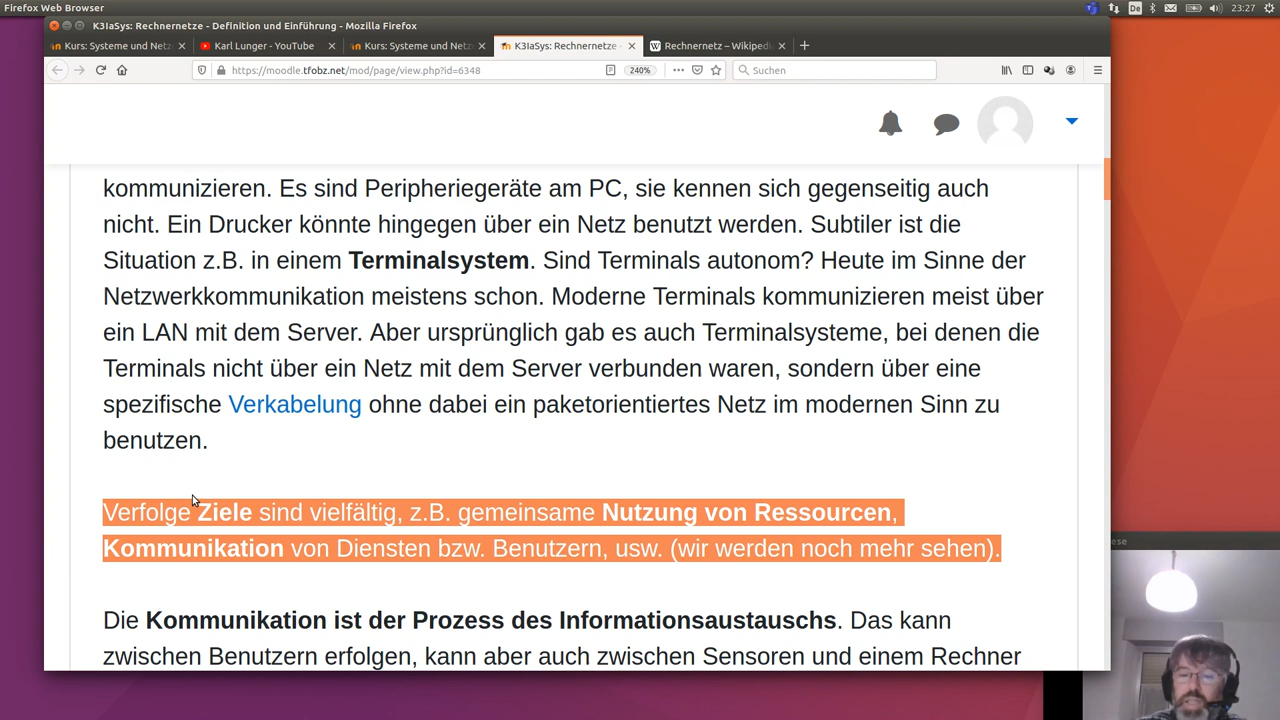 Firefox Web Browser
De
23:27
K3IaSys: Rechnernetze - Definition und Einführung - Mozilla Firefox
Kurs: Systeme und Netz
Karl Lunger - YouTube
Kurs: Systeme und Netz
K3IaSys: Rechnernetze -
Rechnernetz – Wikipedi
https://moodle.tfobz.net/mod/page/view.php?id=6348
240%
Suchen
kommunizieren. Es sind Peripheriegeräte am PC, sie kennen sich gegenseitig auch
nicht. Ein Drucker könnte hingegen über ein Netz benutzt werden. Subtiler ist die
Situation z.B. in einem Terminalsystem. Sind Terminals autonom? Heute im Sinne der
Netzwerkkommunikation meistens schon. Moderne Terminals kommunizieren meist über
ein LAN mit dem Server. Aber ursprünglich gab es auch Terminalsysteme, bei denen die
Terminals nicht über ein Netz mit dem Server verbunden waren, sondern über eine
spezifische Verkabelung ohne dabei ein paketorientiertes Netz im modernen Sinn zu
benutzen.
Verfolge Ziele sind vielfältig, z.B. gemeinsame Nutzung von Ressourcen,
Kommunikation von Diensten bzw. Benutzern, usw. (wir werden noch mehr sehen).
Die Kommunikation ist der Prozess des Informationsaustauschs. Das kann
zwischen Benutzern erfolgen, kann aber auch zwischen Sensoren und einem Rechner